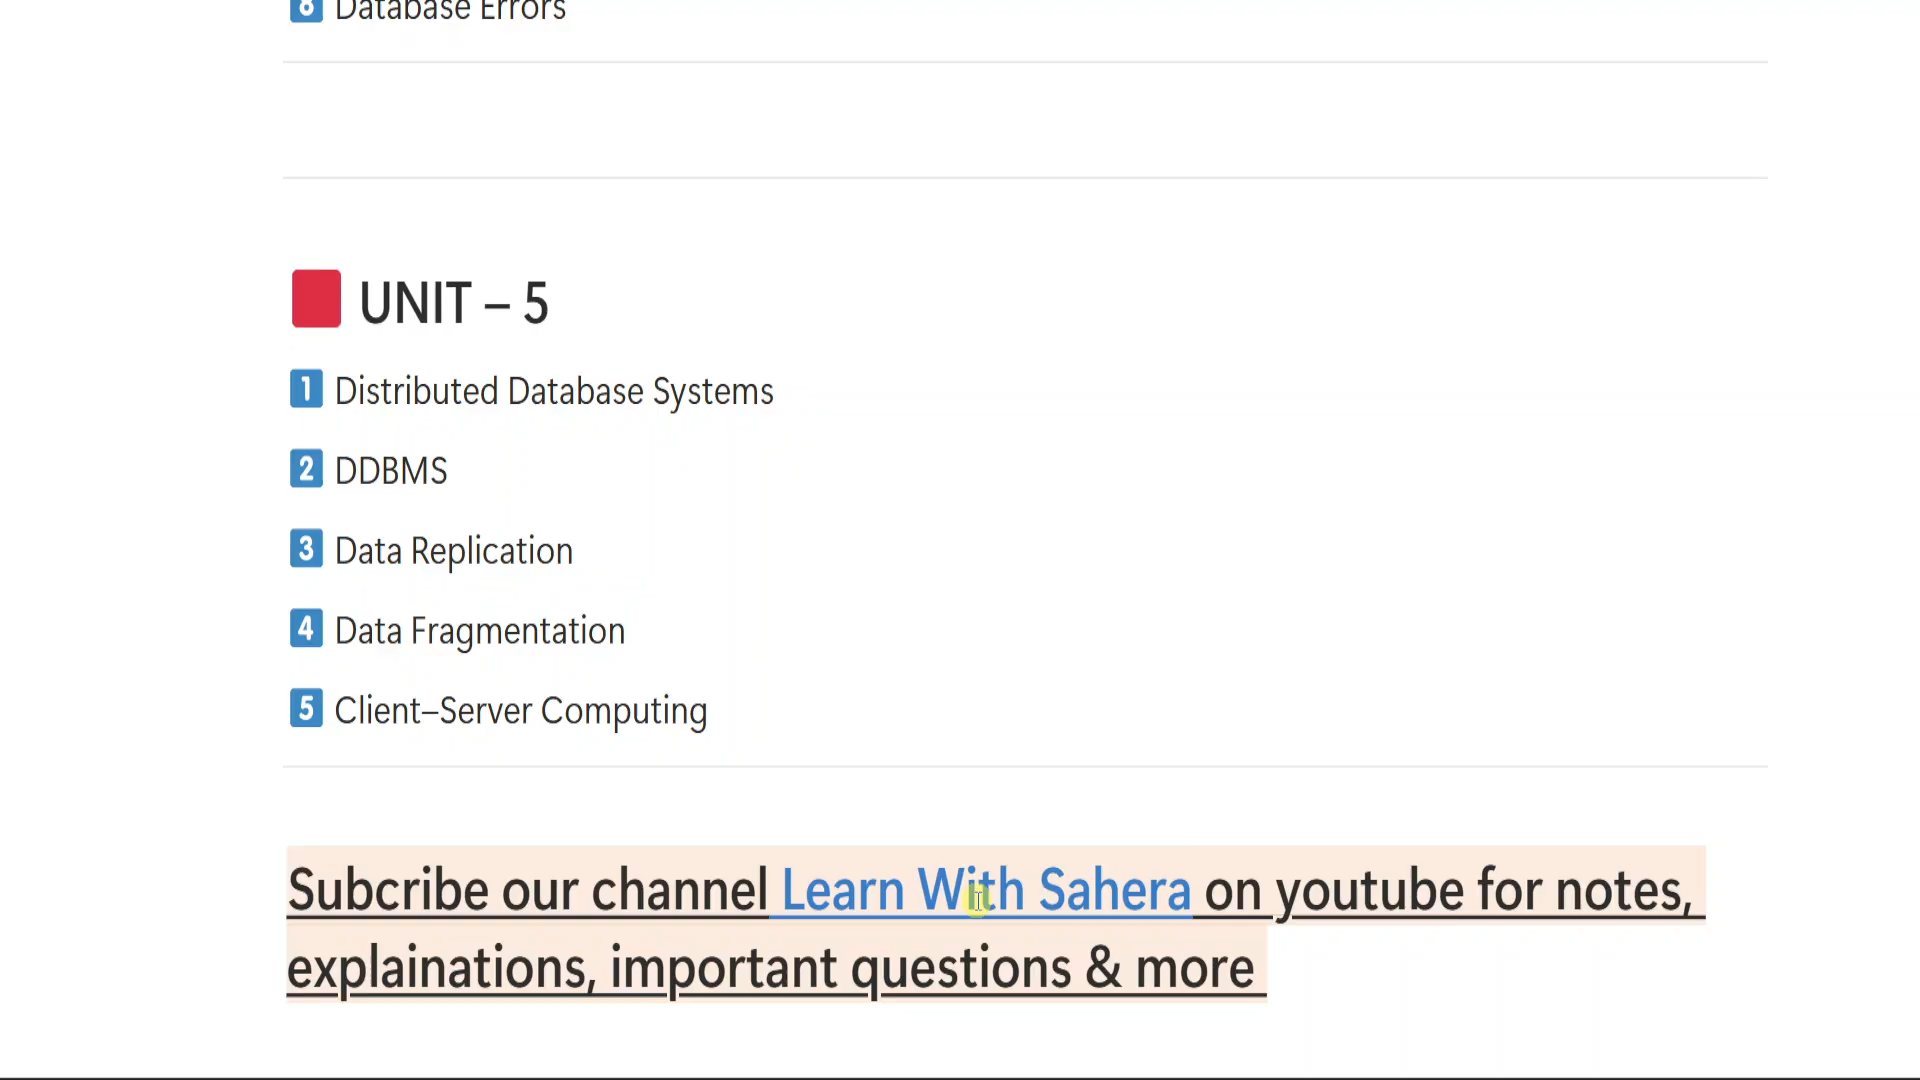 8 Database Errors
UNIT – 5
1 Distributed Database Systems
2 DDBMS
3 Data Replication
4 Data Fragmentation
5 Client–Server Computing
Subcribe our channel Learn With Sahera on youtube for notes,
explainations, important questions & more